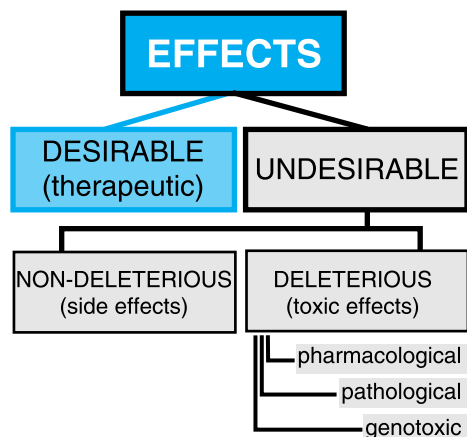 EFFECTS
DESIRABLE
(therapeutic)
UNDESIRABLE
NON-DELETERIOUS
(side effects)
DELETERIOUS
(toxic effects)
pharmacological
pathological
genotoxic